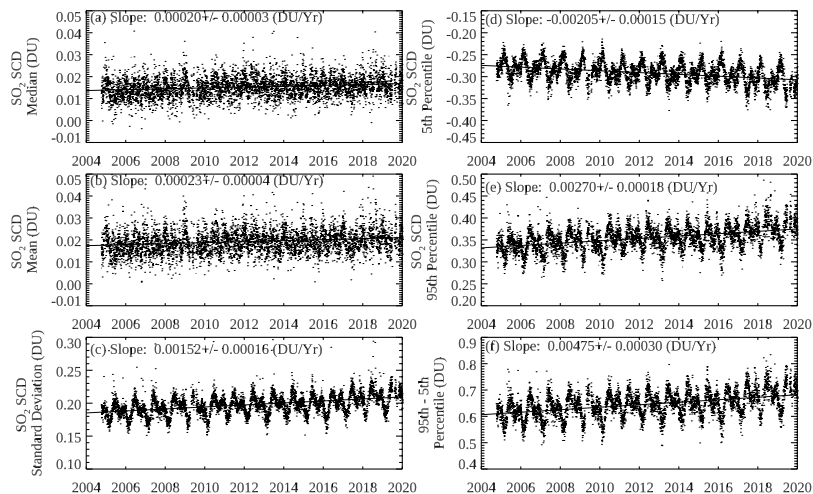 (a) Slope: 0.00020+/- 0.00003 (DU/Yr)
SO2 SCD
Median (DU)
0.05
0.04
0.03
0.02
0.01
0.00
-0.01
2004 2006 2008 2010 2012 2014 2016 2018 2020
(d) Slope: -0.00205+/- 0.00015 (DU/Yr)
SO2 SCD
5th Percentile (DU)
-0.15
-0.20
-0.25
-0.30
-0.35
-0.40
-0.45
2004 2006 2008 2010 2012 2014 2016 2018 2020
(b) Slope: 0.00023+/- 0.00004 (DU/Yr)
SO2 SCD
Mean (DU)
0.05
0.04
0.03
0.02
0.01
0.00
-0.01
2004 2006 2008 2010 2012 2014 2016 2018 2020
(e) Slope: 0.00270+/- 0.00018 (DU/Yr)
SO2 SCD
95th Percentile (DU)
0.50
0.45
0.40
0.35
0.30
0.25
0.20
2004 2006 2008 2010 2012 2014 2016 2018 2020
(c) Slope: 0.00152+/- 0.00016 (DU/Yr)
SO2 SCD
Standard Deviation (DU)
0.30
0.25
0.20
0.15
0.10
2004 2006 2008 2010 2012 2014 2016 2018 2020
(f) Slope: 0.00475+/- 0.00030 (DU/Yr)
95th - 5th
Percentile (DU)
0.9
0.8
0.7
0.6
0.5
0.4
2004 2006 2008 2010 2012 2014 2016 2018 2020